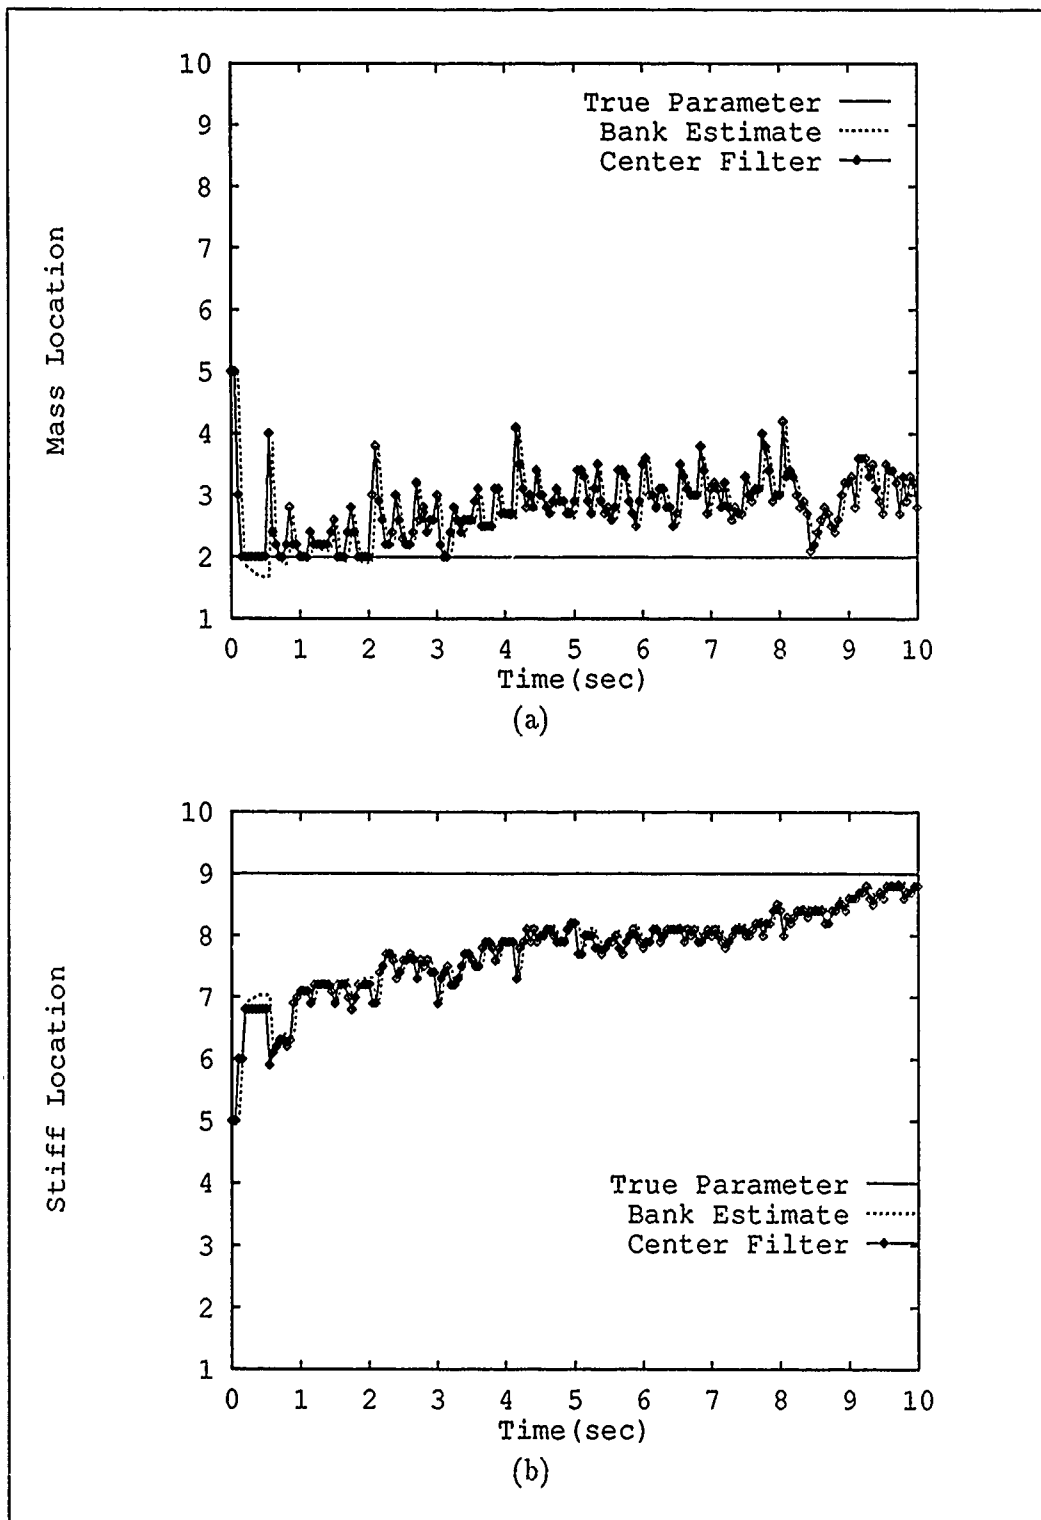 10
9
8
7
6
5
4
3
2
1
Mass Location
True Parameter
Bank Estimate
Center Filter
0 1 2 3 4 5 6 7 8 9 10
Time(sec)
(a)
10
9
8
7
6
5
4
3
2
1
Stiff Location
True Parameter
Bank Estimate
Center Filter
0 1 2 3 4 5 6 7 8 9 10
Time(sec)
(b)